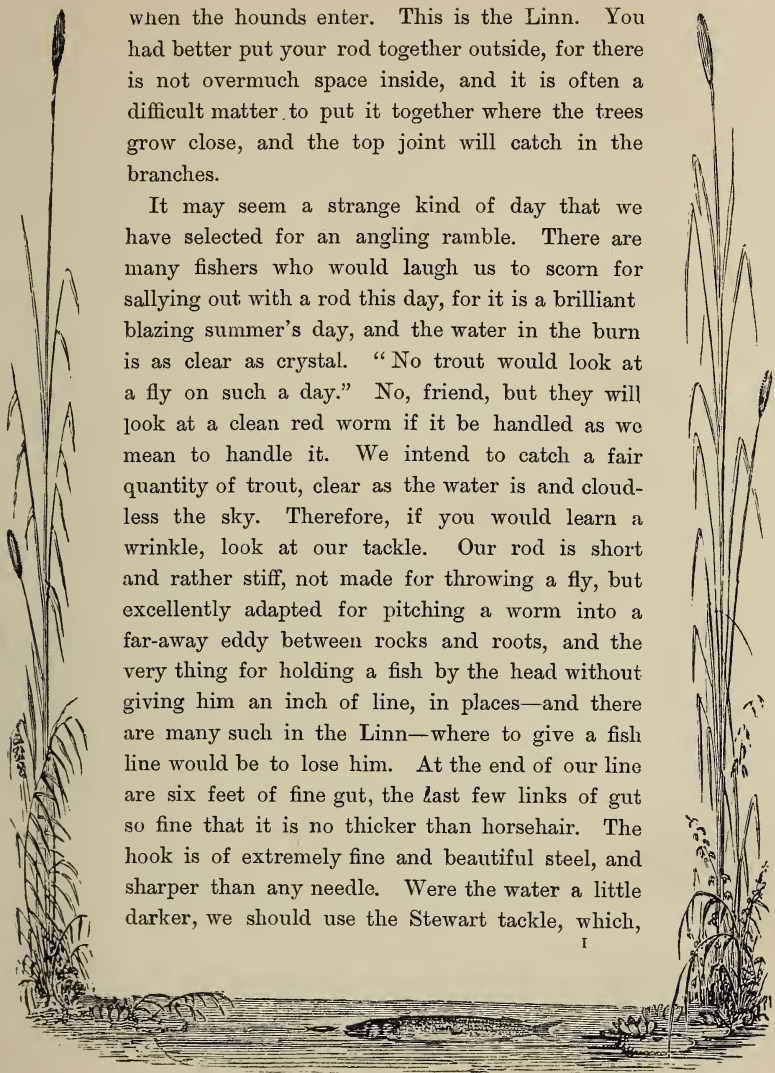 when the hounds enter. This is the Linn. You
had better put your rod together outside, for there
is not overmuch space inside, and it is often a
difficult matter to put it together where the trees
grow close, and the top joint will catch in the
branches.
It may seem a strange kind of day that we
have selected for an angling ramble. There are
many fishers who would laugh us to scorn for
sallying out with a rod this day, for it is a brilliant
blazing summer's day, and the water in the burn
is as clear as crystal. "No trout would look at
a fly on such a day." No, friend, but they will
look at a clean red worm if it be handled as we
mean to handle it. We intend to catch a fair
quantity of trout, clear as the water is and cloud-
less the sky. Therefore, if you would learn a
wrinkle, look at our tackle. Our rod is short
and rather stiff, not made for throwing a fly, but
excellently adapted for pitching a worm into a
far-away eddy between rocks and roots, and the
very thing for holding a fish by the head without
giving him an inch of line, in places—and there
are many such in the Linn—where to give a fish
line would be to lose him. At the end of our line
are six feet of fine gut, the last few links of gut
so fine that it is no thicker than horsehair. The
hook is of extremely fine and beautiful steel, and
sharper than any needle. Were the water a little
darker, we should use the Stewart tackle, which,
I